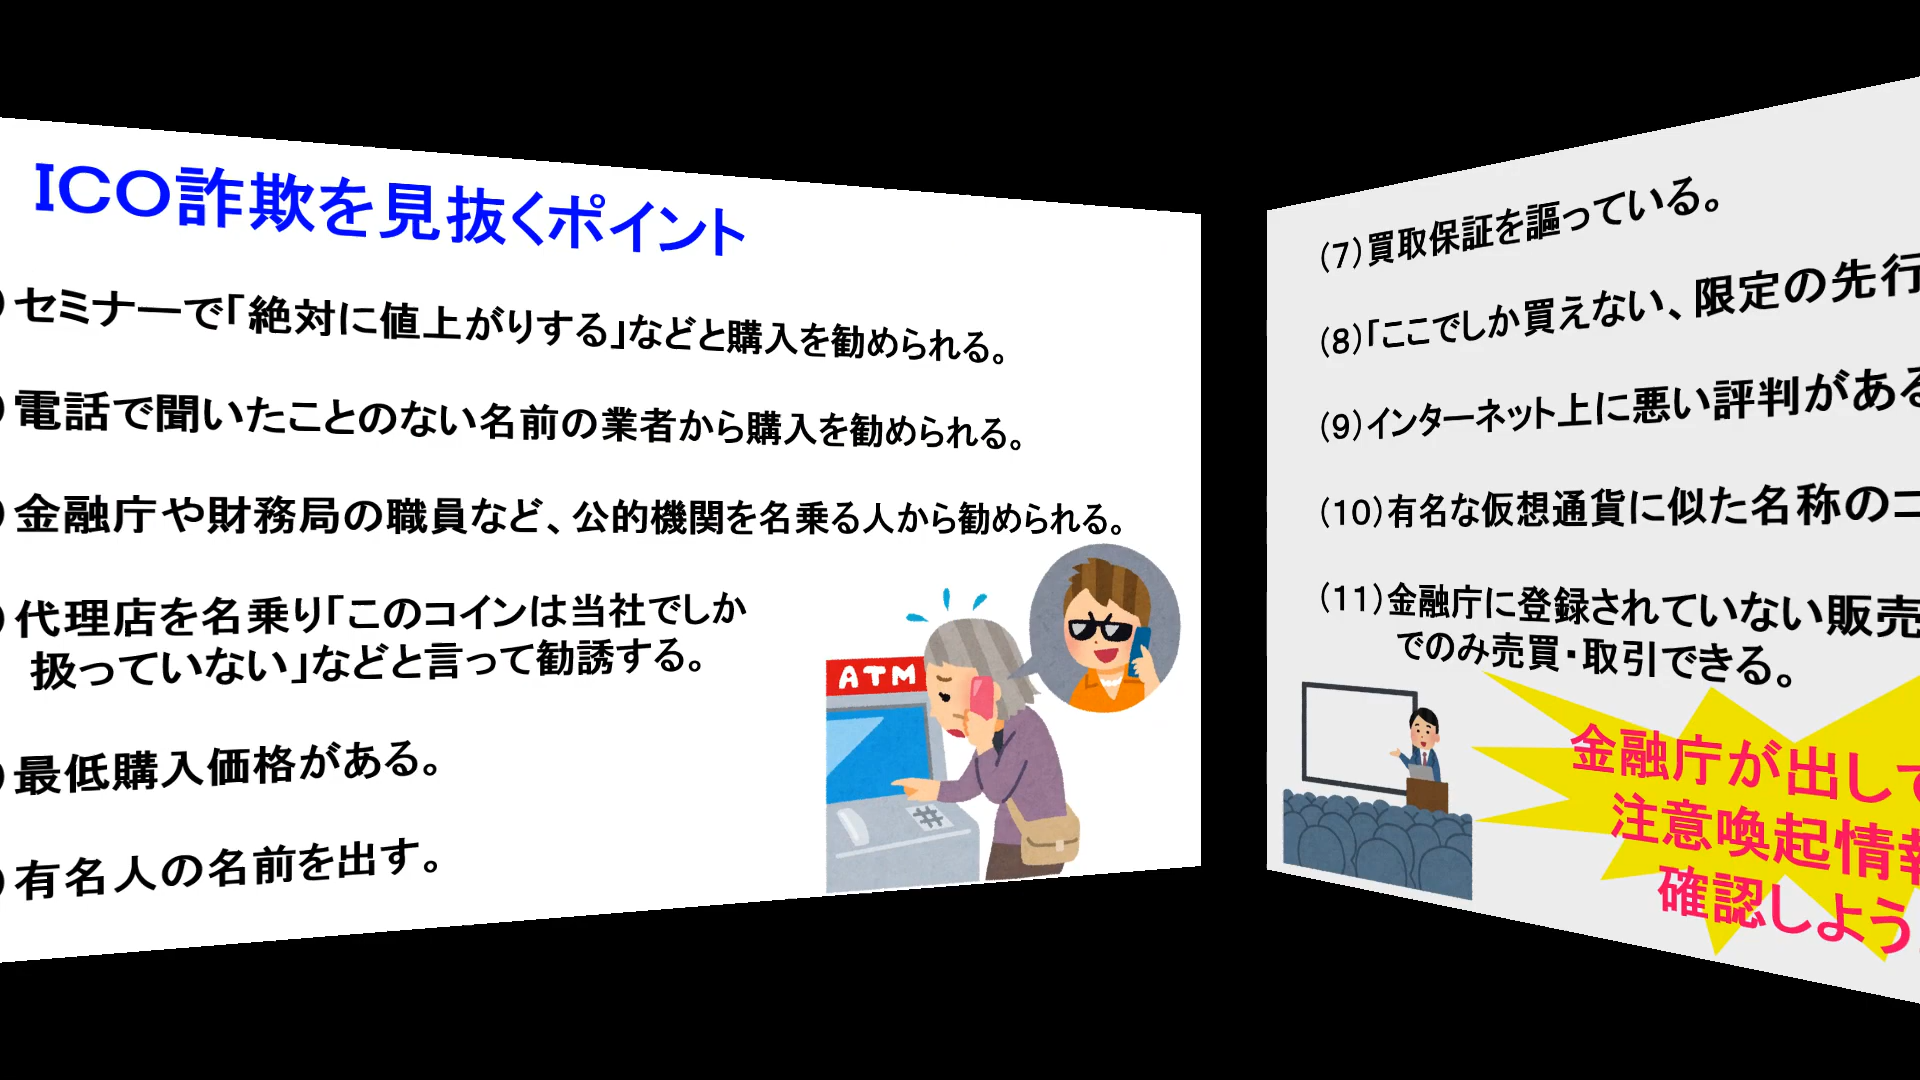 ICO詐欺を見抜くポイント
)セミナーで「絶対に値上がりする」などと購入を勧められる。
)電話で聞いたことのない名前の業者から購入を勧められる。
)金融庁や財務局の職員など、公的機関を名乗る人から勧められる。
)代理店を名乗り「このコインは当社でしか
扱っていない」などと言って勧誘する。
)最低購入価格がある。
)有名人の名前を出す。
ATM
(7)買取保証を謳っている。
(8)「ここでしか買えない、限定の先行
(9)インターネット上に悪い評判がある
(10)有名な仮想通貨に似た名称のコ
(11)金融庁に登録されていない販売
でのみ売買・取引できる。
金融庁が出して
注意喚起情報
確認しよう